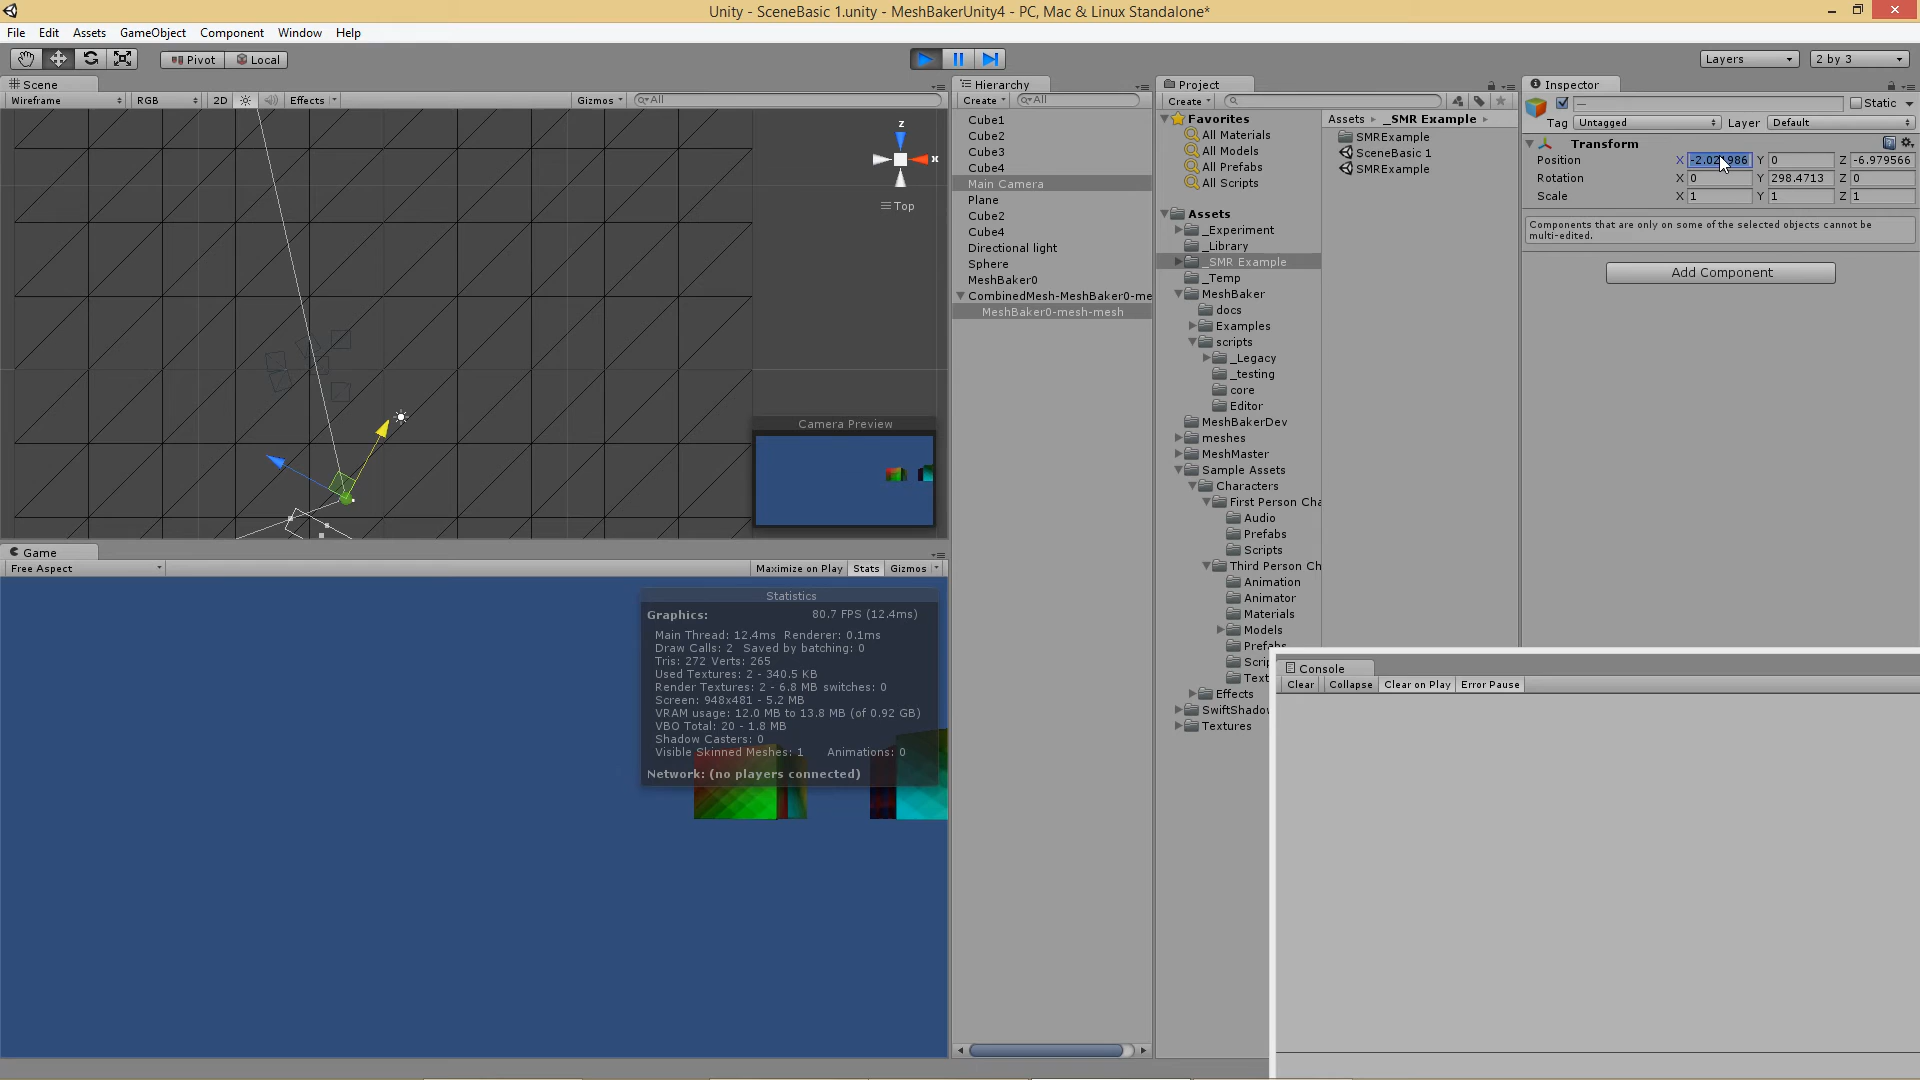 Unity - SceneBasic 1.unity - MeshBakerUnity4 - PC, Mac & Linux Standalone*
File Edit Assets GameObject Component Window Help
Pivot Local Layers 2 by 3
Scene
Wireframe RGB 2D Effects Gizmos All
z
x
Top
Camera Preview
Game
Free Aspect Maximize on Play Stats Gizmos
Statistics
Graphics: 80.7 FPS (12.4ms)
Main Thread: 12.4ms Renderer: 0.1ms
Draw Calls: 2 Saved by batching: 0
Tris: 272 Verts: 265
Used Textures: 2 - 340.5 KB
Render Textures: 2 - 6.8 MB switches: 0
Screen: 948x481 - 5.2 MB
VRAM usage: 12.0 MB to 13.8 MB (of 0.92 GB)
VBO Total: 20 - 1.8 MB
Shadow Casters: 0
Visible Skinned Meshes: 1 Animations: 0
Network: (no players connected)
Hierarchy
Create All
Cube1
Cube2
Cube3
Cube4
Main Camera
Plane
Cube2
Cube4
Directional light
Sphere
MeshBaker0
CombinedMesh-MeshBaker0-me
MeshBaker0-mesh-mesh
Project
Create
Favorites
All Materials
All Models
All Prefabs
All Scripts
Assets
_Experiment
_Library
_SMR Example
_Temp
MeshBaker
docs
Examples
scripts
_Legacy
_testing
core
Editor
MeshBakerDev
meshes
MeshMaster
Sample Assets
Characters
First Person Cha
Audio
Prefabs
Scripts
Third Person Ch
Animation
Animator
Materials
Models
Prefabs
Scrip
Text
Effects
SwiftShadow
Textures
Assets _SMR Example
SMRExample
SceneBasic 1
SMRExample
Inspector
— Static
Tag Untagged Layer Default
Transform
Position X Y 0 Z -6.979566
Rotation X 0 Y 298.4713 Z 0
Scale X 1 Y 1 Z 1
Components that are only on some of the selected objects cannot be
multi-edited.
Add Component
Console
Clear Collapse Clear on Play Error Pause